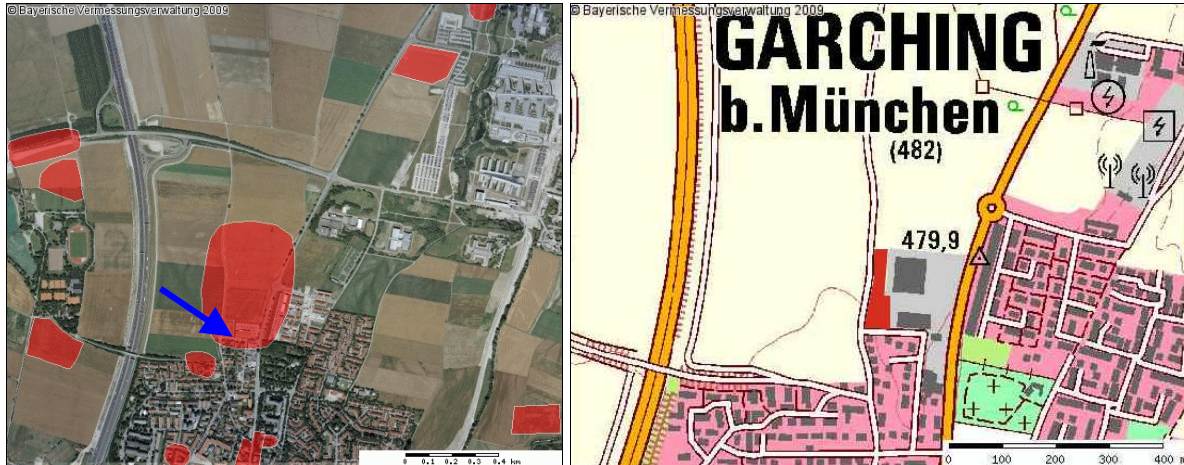 © Bayerische Vermessungsverwaltung 2009
0 0.1 0.2 0.3 0.4 km
© Bayerische Vermessungsverwaltung 2009
GARCHING
b.München
(482)
P
P
479,9
0 100 200 300 400 m